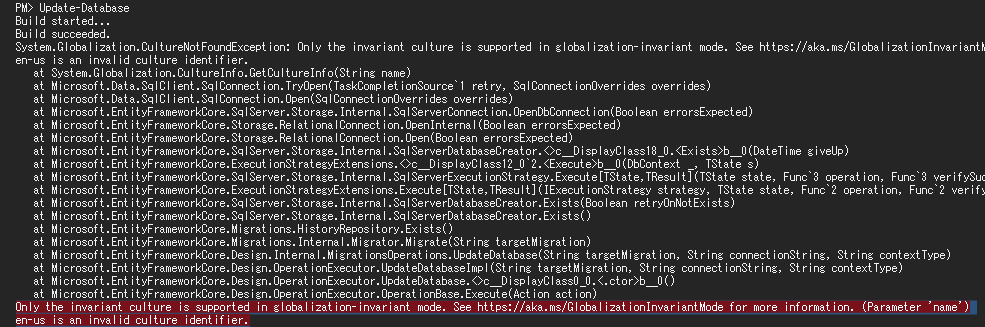 PM> Update-Database
Build started...
Build succeeded.
System.Globalization.CultureNotFoundException: Only the invariant culture is supported in globalization-invariant mode. See https://aka.ms/GlobalizationInvariantM
en-us is an invalid culture identifier.
at System.Globalization.CultureInfo.GetCultureInfo(String name)
at Microsoft.Data.SqlClient.SqlConnection.TryOpen(TaskCompletionSource`1 retry, SqlConnectionOverrides overrides)
at Microsoft.Data.SqlClient.SqlConnection.Open(SqlConnectionOverrides overrides)
at Microsoft.EntityFrameworkCore.SqlServer.Storage.Internal.SqlServerConnection.OpenDbConnection(Boolean errorsExpected)
at Microsoft.EntityFrameworkCore.Storage.RelationalConnection.OpenInternal(Boolean errorsExpected)
at Microsoft.EntityFrameworkCore.Storage.RelationalConnection.Open(Boolean errorsExpected)
at Microsoft.EntityFrameworkCore.SqlServer.Storage.Internal.SqlServerDatabaseCreator.<>c__DisplayClass18_0.<Exists>b__0(DateTime giveUp)
at Microsoft.EntityFrameworkCore.ExecutionStrategyExtensions.<>c__DisplayClass12_0`2.<Execute>b__0(DbContext _, TState s)
at Microsoft.EntityFrameworkCore.SqlServer.Storage.Internal.SqlServerExecutionStrategy.Execute[TState,TResult](TState state, Func`3 operation, Func`3 verifySuc
at Microsoft.EntityFrameworkCore.ExecutionStrategyExtensions.Execute[TState,TResult](IExecutionStrategy strategy, TState state, Func`2 operation, Func`2 verify
at Microsoft.EntityFrameworkCore.SqlServer.Storage.Internal.SqlServerDatabaseCreator.Exists(Boolean retryOnNotExists)
at Microsoft.EntityFrameworkCore.SqlServer.Storage.Internal.SqlServerDatabaseCreator.Exists()
at Microsoft.EntityFrameworkCore.Migrations.HistoryRepository.Exists()
at Microsoft.EntityFrameworkCore.Migrations.Internal.Migrator.Migrate(String targetMigration)
at Microsoft.EntityFrameworkCore.Design.Internal.MigrationsOperations.UpdateDatabase(String targetMigration, String connectionString, String contextType)
at Microsoft.EntityFrameworkCore.Design.OperationExecutor.UpdateDatabaseImpl(String targetMigration, String connectionString, String contextType)
at Microsoft.EntityFrameworkCore.Design.OperationExecutor.UpdateDatabase.<>c__DisplayClass0_0.<.ctor>b__0()
at Microsoft.EntityFrameworkCore.Design.OperationExecutor.OperationBase.Execute(Action action)
Only the invariant culture is supported in globalization-invariant mode. See https://aka.ms/GlobalizationInvariantMode for more information. (Parameter 'name')
en-us is an invalid culture identifier.